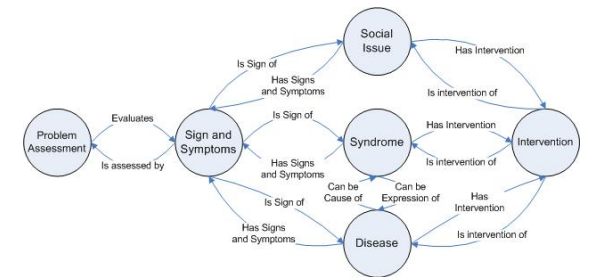 Social
Issue
Is Sign of
Has Intervention
Has Signs
and Symptoms
Is intervention of
Evaluates
Is Sign of
Has Intervention
Problem
Assessment
Sign and
Symptoms
Syndrome
Intervention
Is assessed by
Has Signs
and Symptoms
Is intervention of
Can be
Cause of
Can be
Expression of
Is Sign of
Has
Intervention
Has Signs
and Symptoms
Disease
Is intervention of